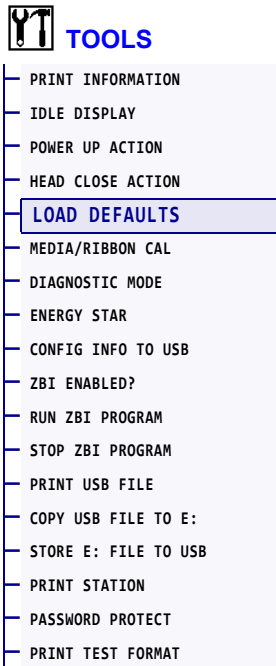 TOOLS
PRINT INFORMATION
IDLE DISPLAY
POWER UP ACTION
HEAD CLOSE ACTION
LOAD DEFAULTS
MEDIA/RIBBON CAL
DIAGNOSTIC MODE
ENERGY STAR
CONFIG INFO TO USB
ZBI ENABLED?
RUN ZBI PROGRAM
STOP ZBI PROGRAM
PRINT USB FILE
COPY USB FILE TO E:
STORE E: FILE TO USB
PRINT STATION
PASSWORD PROTECT
PRINT TEST FORMAT